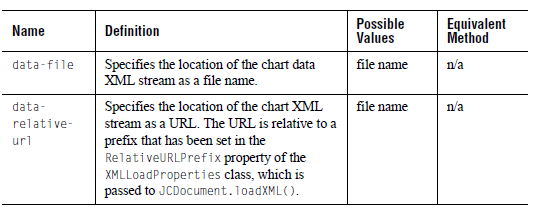 Name Definition Possible Values Equivalent Method
data-file Specifies the location of the chart data file name n/a
XML stream as a file name.
data- Specifies the location of the chart XML file name n/a
relative- stream as a URL. The URL is relative to a
url prefix that has been set in the
RelativeURLPrefix property of the
XMLLoadProperties class, which is
passed to JCDocument.loadXML().